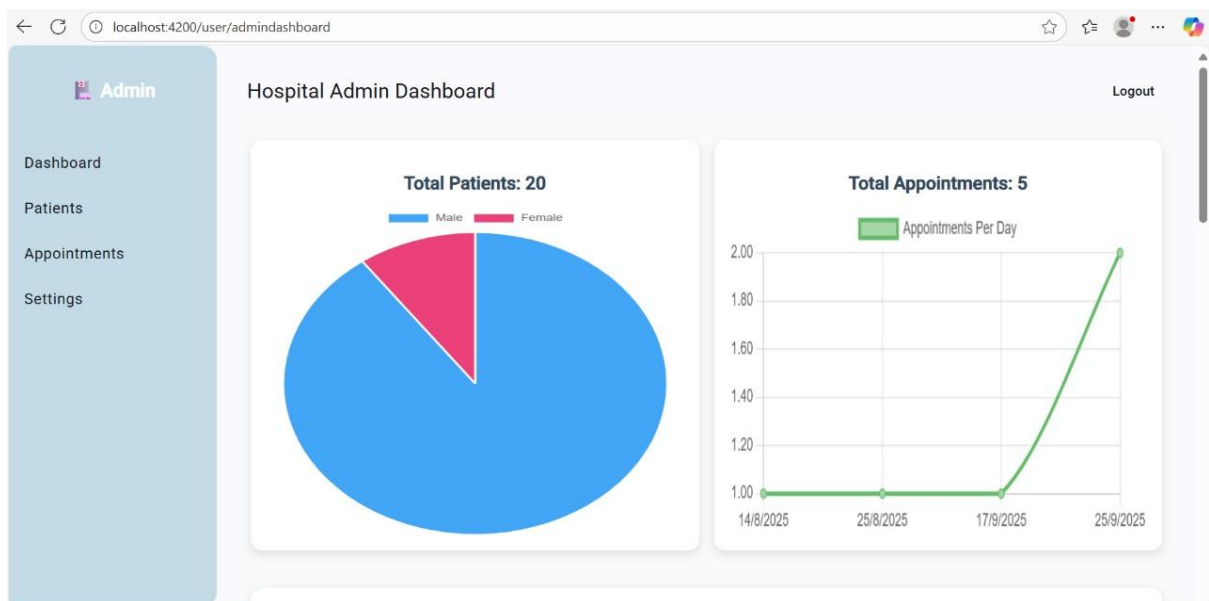 localhost:4200/user/admindashboard
Admin
Hospital Admin Dashboard
Logout
Dashboard
Patients
Appointments
Settings
Total Patients: 20
Male Female
Total Appointments: 5
Appointments Per Day
2.00
1.80
1.60
1.40
1.20
1.00
14/8/2025 25/8/2025 17/9/2025 25/9/2025